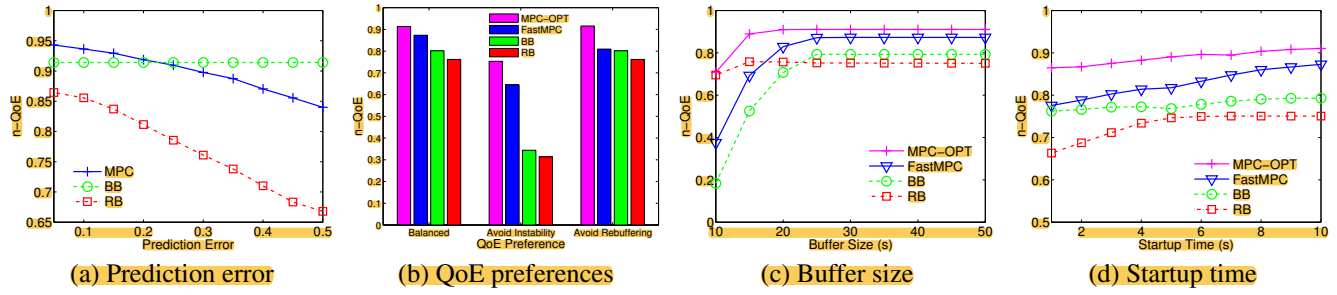 1
0.95
0.9
0.85
0.8
0.75
0.7
0.65
n-QoE
0.1 0.2 0.3 0.4 0.5
Prediction Error
MPC
BB
RB
(a) Prediction error
1
0.9
0.8
0.7
0.6
0.5
0.4
0.3
0.2
0.1
0
n-QoE
MPC-OPT
FastMPC
BB
RB
Balanced Avoid Instability Avoid Rebuffering
QoE Preference
(b) QoE preferences
1
0.8
0.6
0.4
0.2
0
n-QoE
MPC-OPT
FastMPC
BB
RB
10 15 20 25 30 35 40 45 50
Buffer Size (s)
(c) Buffer size
1
0.9
0.8
0.7
0.6
0.5
n-QoE
MPC-OPT
FastMPC
BB
RB
2 4 6 8 10
Startup Time (s)
(d) Startup time